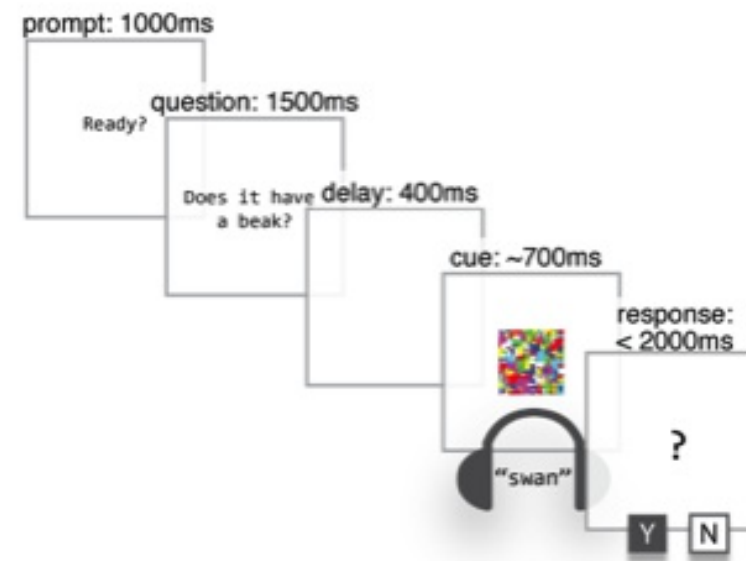 prompt: 1000ms
Ready?
question: 1500ms
Does it have
a beak?
delay: 400ms
cue: ~700ms
"swan"
response:
< 2000ms
?
Y
N